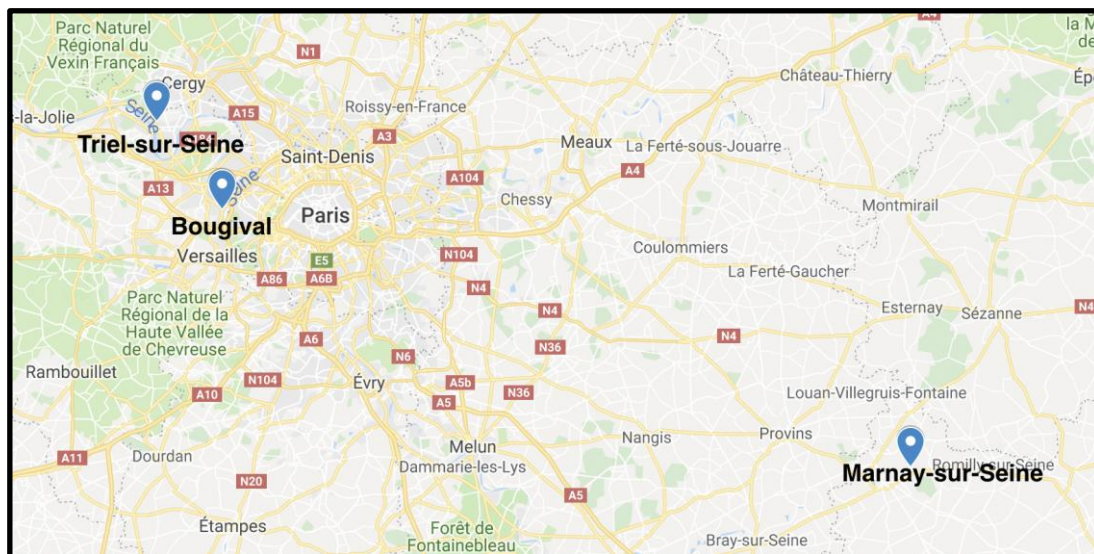 Parc Naturel
Régional du
Vexin Français
N1
A4
Cergy
Château-Thierry
Seine
s-la-Jolie
A15
Roissy-en-France
Triel-sur-Seine
A3
Saint-Denis
Meaux
La Ferté-sous-Jouarre
A13
A104
A4
Chessy
Bougival
Paris
Montmirail
Versailles
E5
N104
Coulommiers
A86
A6B
La Ferté-Gaucher
Parc Naturel
Régional de la
Haute Vallée
de Chevreuse
N4
N4
Esternay
Sézanne
N4
A6
N4
N36
N6
Rambouillet
N104
Évry
A5b
A10
N36
A5
Louan-Villegruis-Fontaine
Melun
Nangis
Provins
A11
Dourdan
Dammarie-les-Lys
Marnay-sur-Seine
N20
A5
Étampes
Forêt de
Fontainebleau
Bray-sur-Seine